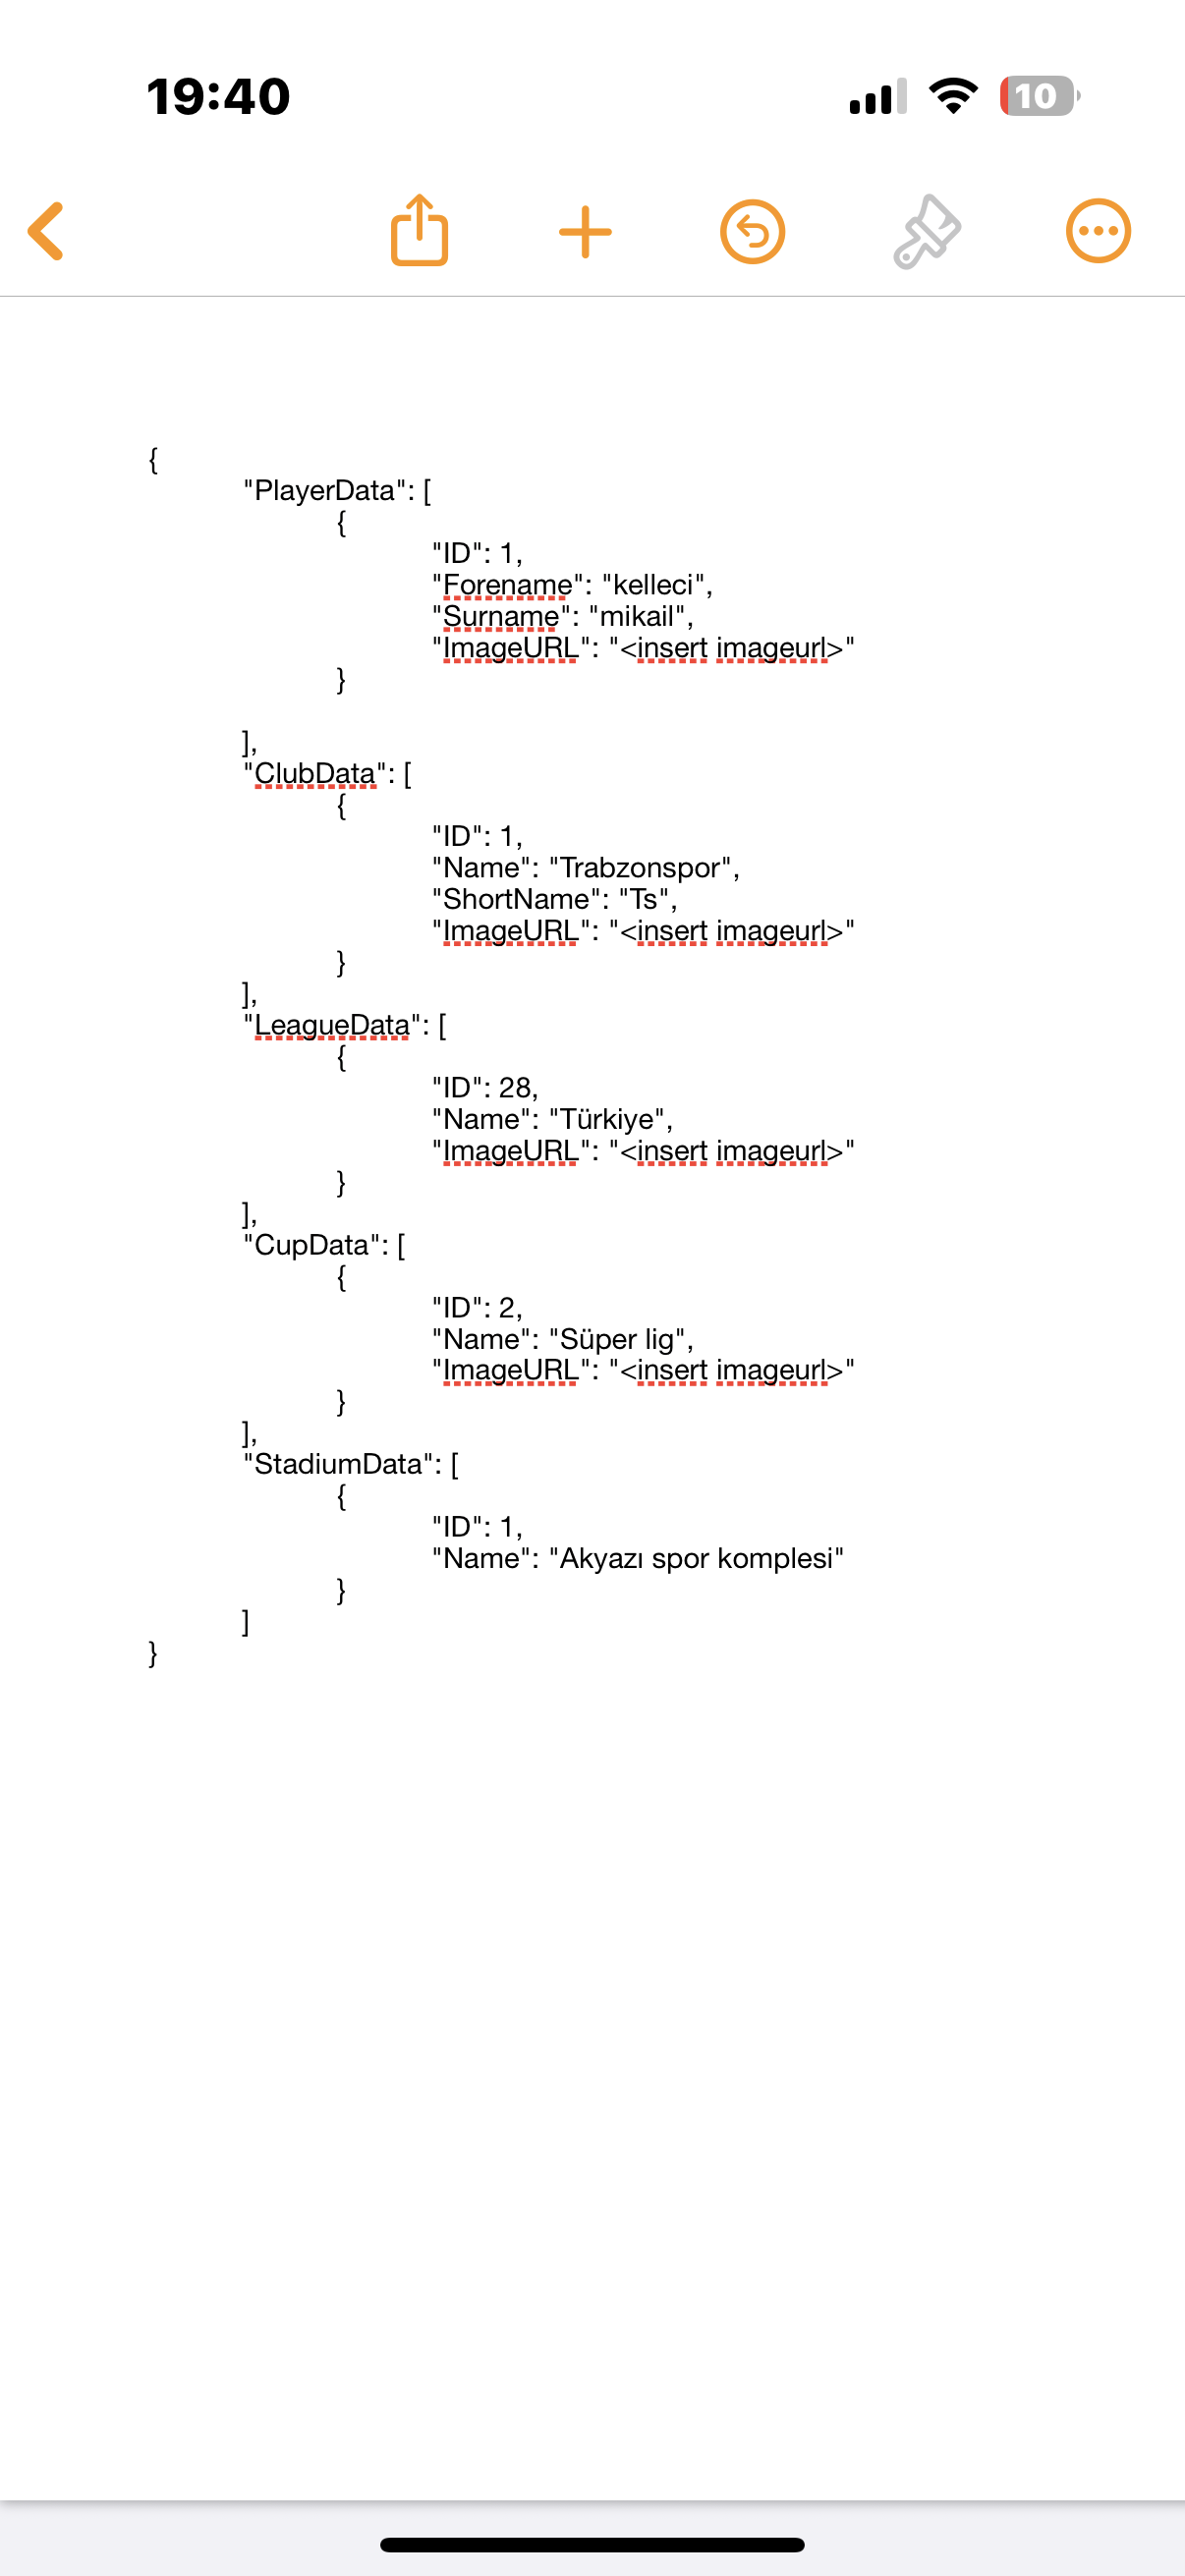 19:40
10
{
"PlayerData": [
{
"ID": 1,
"Forename": "kelleci",
"Surname": "mikail",
"ImageURL": "<insert imageurl>"
}
],
"ClubData": [
{
"ID": 1,
"Name": "Trabzonspor",
"ShortName": "Ts",
"ImageURL": "<insert imageurl>"
}
],
"LeagueData": [
{
"ID": 28,
"Name": "Türkiye",
"ImageURL": "<insert imageurl>"
}
],
"CupData": [
{
"ID": 2,
"Name": "Süper lig",
"ImageURL": "<insert imageurl>"
}
],
"StadiumData": [
{
"ID": 1,
"Name": "Akyazı spor komplesi"
}
]
}